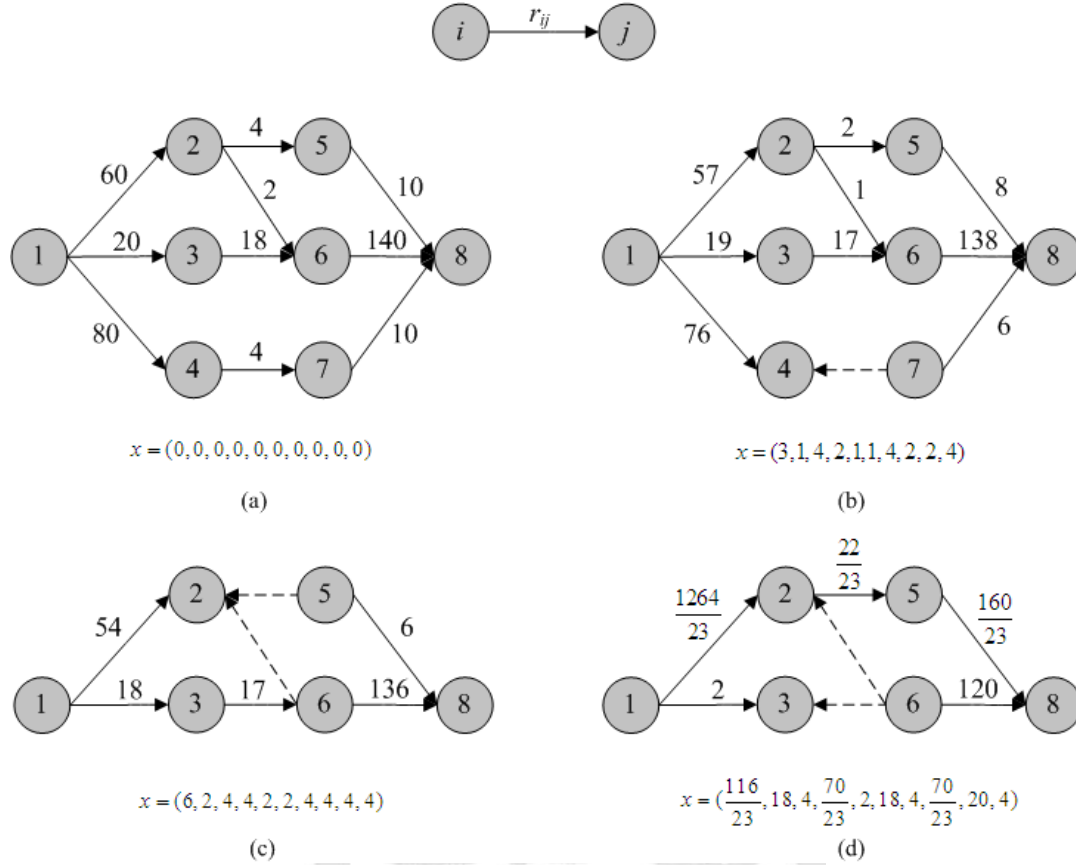 i r_{ij} j
2 4 5
60 2 10
1 20 3 18 6 140 8
80 4 10
4 7
x = (0, 0, 0, 0, 0, 0, 0, 0, 0, 0)
(a)
2 2 5
57 1 8
1 19 3 17 6 138 8
76 6
4 7
x = (3, 1, 4, 2, 1, 1, 4, 2, 2, 4)
(b)
2 5
54 6
1 18 3 17 6 136 8
x = (6, 2, 4, 4, 2, 2, 4, 4, 4, 4)
(c)
22/23
2 5
1264/23 160/23
1 2 3 6 120 8
x = (116/23, 18, 4, 70/23, 2, 18, 4, 70/23, 20, 4)
(d)